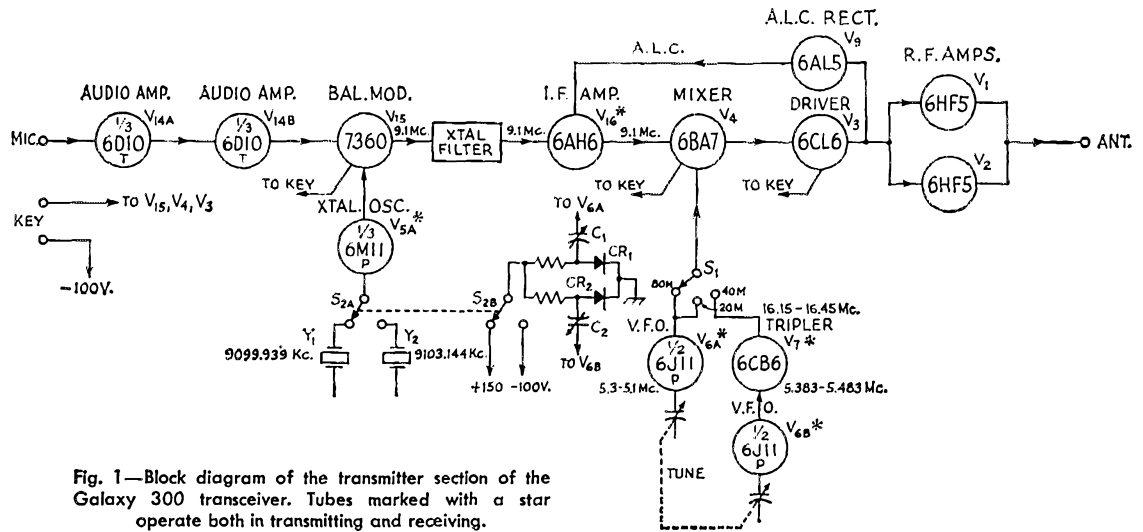 A.L.C. RECT.
V9
6AL5
A.L.C.
R.F. AMPS.
AUDIO AMP.
AUDIO AMP.
BAL. MOD.
I.F. AMP.
MIXER
DRIVER
V14A
V14B
V15
V16*
V4
V3
V1
V2
MIC.
1/3
6D10
T
1/3
6D10
T
7360
9.1 Mc.
XTAL
FILTER
9.1 Mc.
6AH6
9.1 Mc.
6BA7
6CL6
6HF5
6HF5
ANT.
TO KEY
TO KEY
TO KEY
KEY
TO V15, V4, V3
-100V.
XTAL. OSC.
V5A*
1/3
6M11
P
TO V6A
C1
CR1
CR2
C2
TO V6B
S2A
S2B
Y1
Y2
9099.939 Kc.
9103.144 Kc.
+150
-100V.
S1
80M
40M
20M
16.15-16.45 Mc.
V.F.O.
TRIPLER
V6A*
V7*
1/2
6J11
P
6CB6
5.3-5.1 Mc.
5.383-5.483 Mc.
V.F.O.
V6B*
1/2
6J11
P
TUNE
Fig. 1—Block diagram of the transmitter section of the
Galaxy 300 transceiver. Tubes marked with a star
operate both in transmitting and receiving.